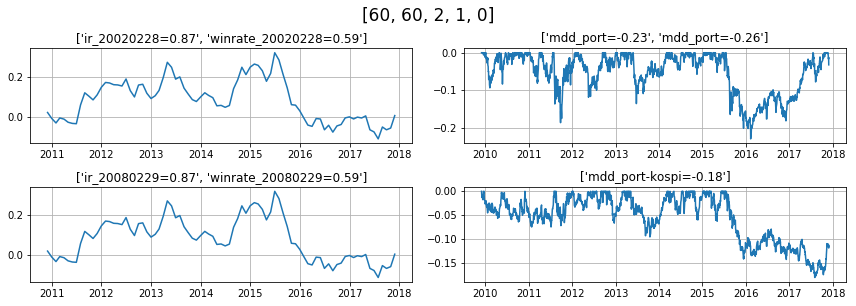 [60, 60, 2, 1, 0]
['ir_20020228=0.87', 'winrate_20020228=0.59']
0.2
0.0
2011 2012 2013 2014 2015 2016 2017 2018
['mdd_port=-0.23', 'mdd_port=-0.26']
0.0
−0.1
−0.2
2010 2011 2012 2013 2014 2015 2016 2017 2018
['ir_20080229=0.87', 'winrate_20080229=0.59']
0.2
0.0
2011 2012 2013 2014 2015 2016 2017 2018
['mdd_port-kospi=-0.18']
0.00
−0.05
−0.10
−0.15
2010 2011 2012 2013 2014 2015 2016 2017 2018